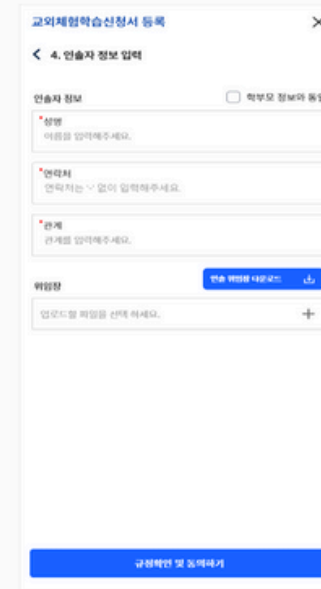 교외체험학습신청서 등록
4. 인솔자 정보 입력
인솔자 정보
학부모 정보와 동일
*성명
이름을 입력해주세요.
*연락처
연락처는 '-' 없이 입력해주세요.
*관계
관계를 입력해주세요.
위임장
인솔 위임장 다운로드
업로드할 파일을 선택 하세요.
규정확인 및 동의하기